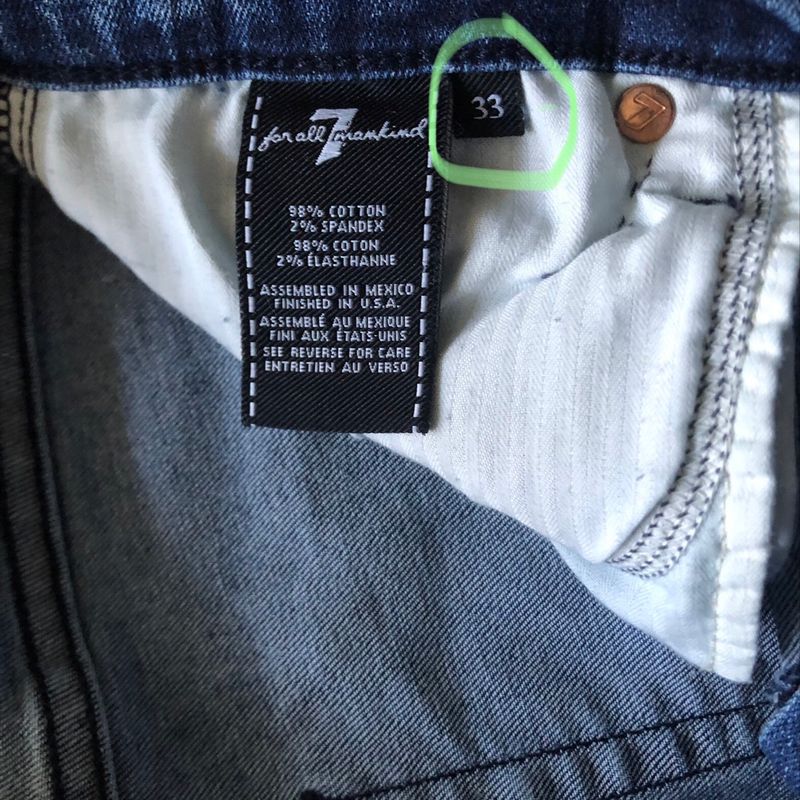 for all 7 mankind
33
98% COTTON
2% SPANDEX
98% COTON
2% ÉLASTHANNE
ASSEMBLED IN MEXICO
FINISHED IN U.S.A.
ASSEMBLÉ AU MEXIQUE
FINI AUX ÉTATS-UNIS
SEE REVERSE FOR CARE
ENTRETIEN AU VERSO
7